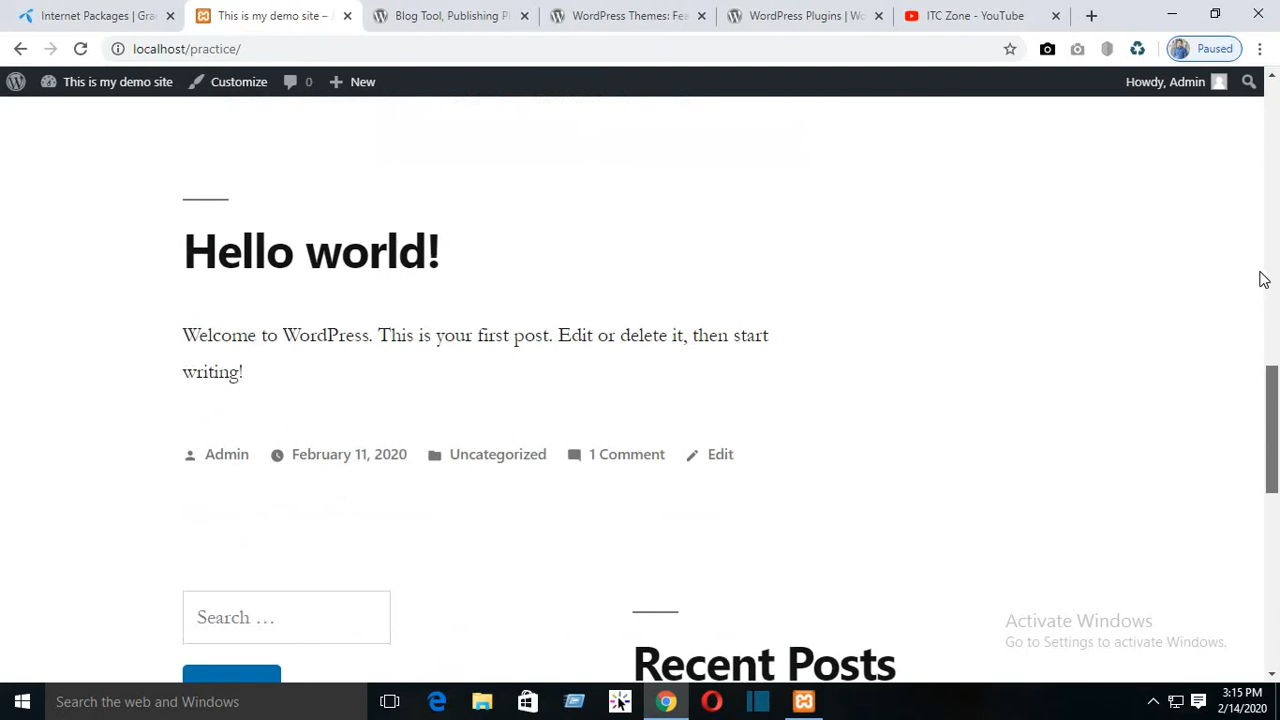 Internet Packages | Gra
This is my demo site –
Blog Tool, Publishing Pl
WordPress Themes: Fea
WordPress Plugins | Wo
ITC Zone - YouTube
localhost/practice/
Paused
This is my demo site
Customize
0
New
Howdy, Admin
Hello world!
Welcome to WordPress. This is your first post. Edit or delete it, then start
writing!
Admin
February 11, 2020
Uncategorized
1 Comment
Edit
Search …
Recent Posts
Activate Windows
Go to Settings to activate Windows.
Search the web and Windows
3:15 PM
2/14/2020